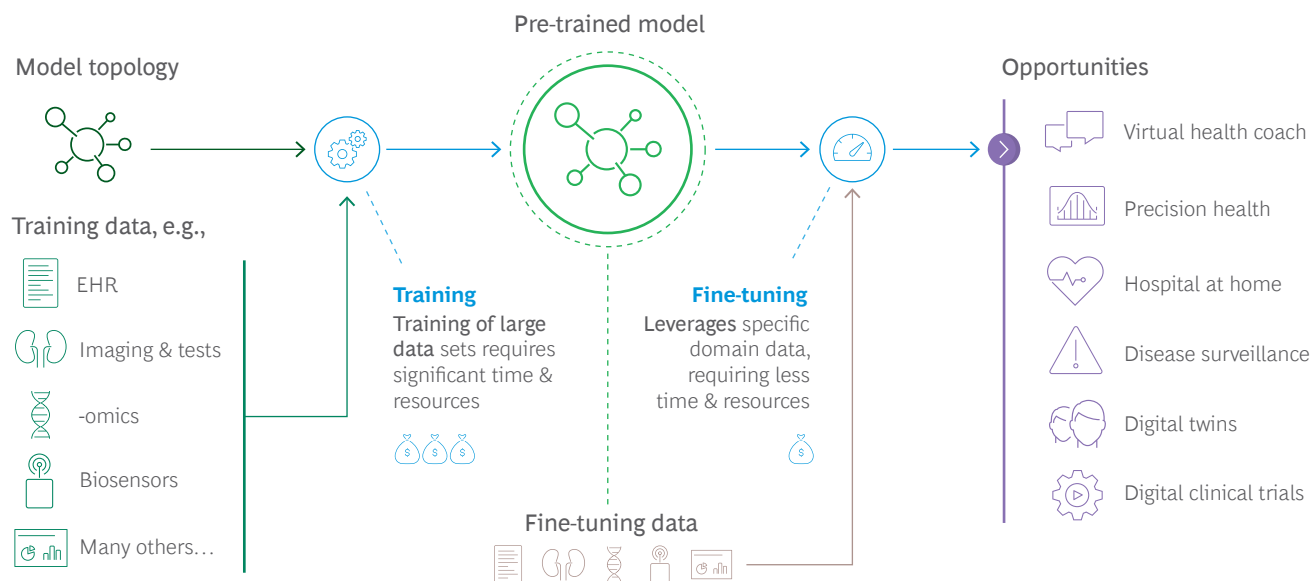 Pre-trained model
Model topology
Opportunities
Training data, e.g.,
EHR
Imaging & tests
-omics
Biosensors
Many others...
Training
Training of large
data sets requires
significant time &
resources
$ $ $
Fine-tuning
Leverages specific
domain data,
requiring less
time & resources
$
Fine-tuning data
Virtual health coach
Precision health
Hospital at home
Disease surveillance
Digital twins
Digital clinical trials